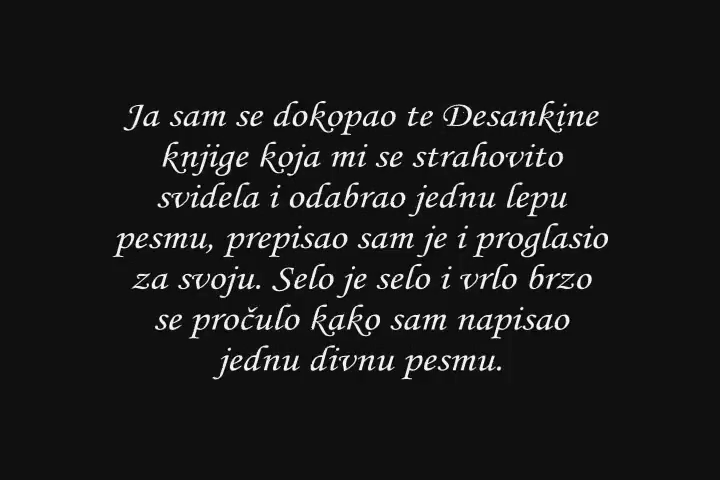 Ja sam se dokopao te Desankine
knjige koja mi se strahovito
svidela i odabrao jednu lepu
pesmu, prepisao sam je i proglasio
za svoju. Selo je selo i vrlo brzo
se pročulo kako sam napisao
jednu divnu pesmu.